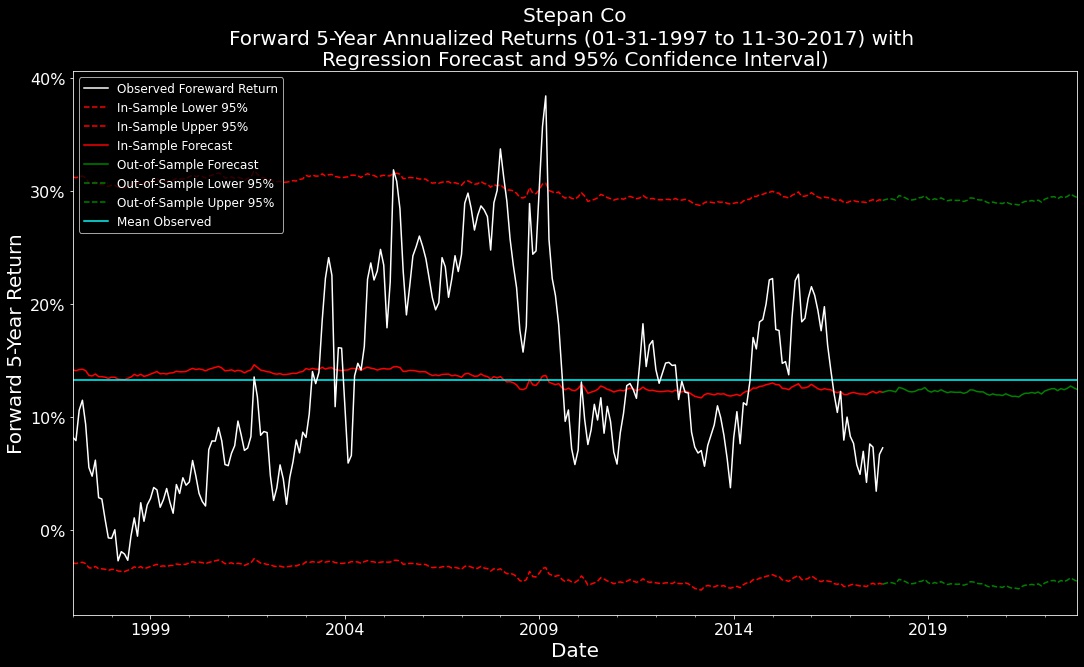 Stepan Co
Forward 5-Year Annualized Returns (01-31-1997 to 11-30-2017) with
Regression Forecast and 95% Confidence Interval)
40%
30%
20%
10%
0%
Forward 5-Year Return
Observed Foreward Return
In-Sample Lower 95%
In-Sample Upper 95%
In-Sample Forecast
Out-of-Sample Forecast
Out-of-Sample Lower 95%
Out-of-Sample Upper 95%
Mean Observed
1999
2004
2009
2014
2019
Date